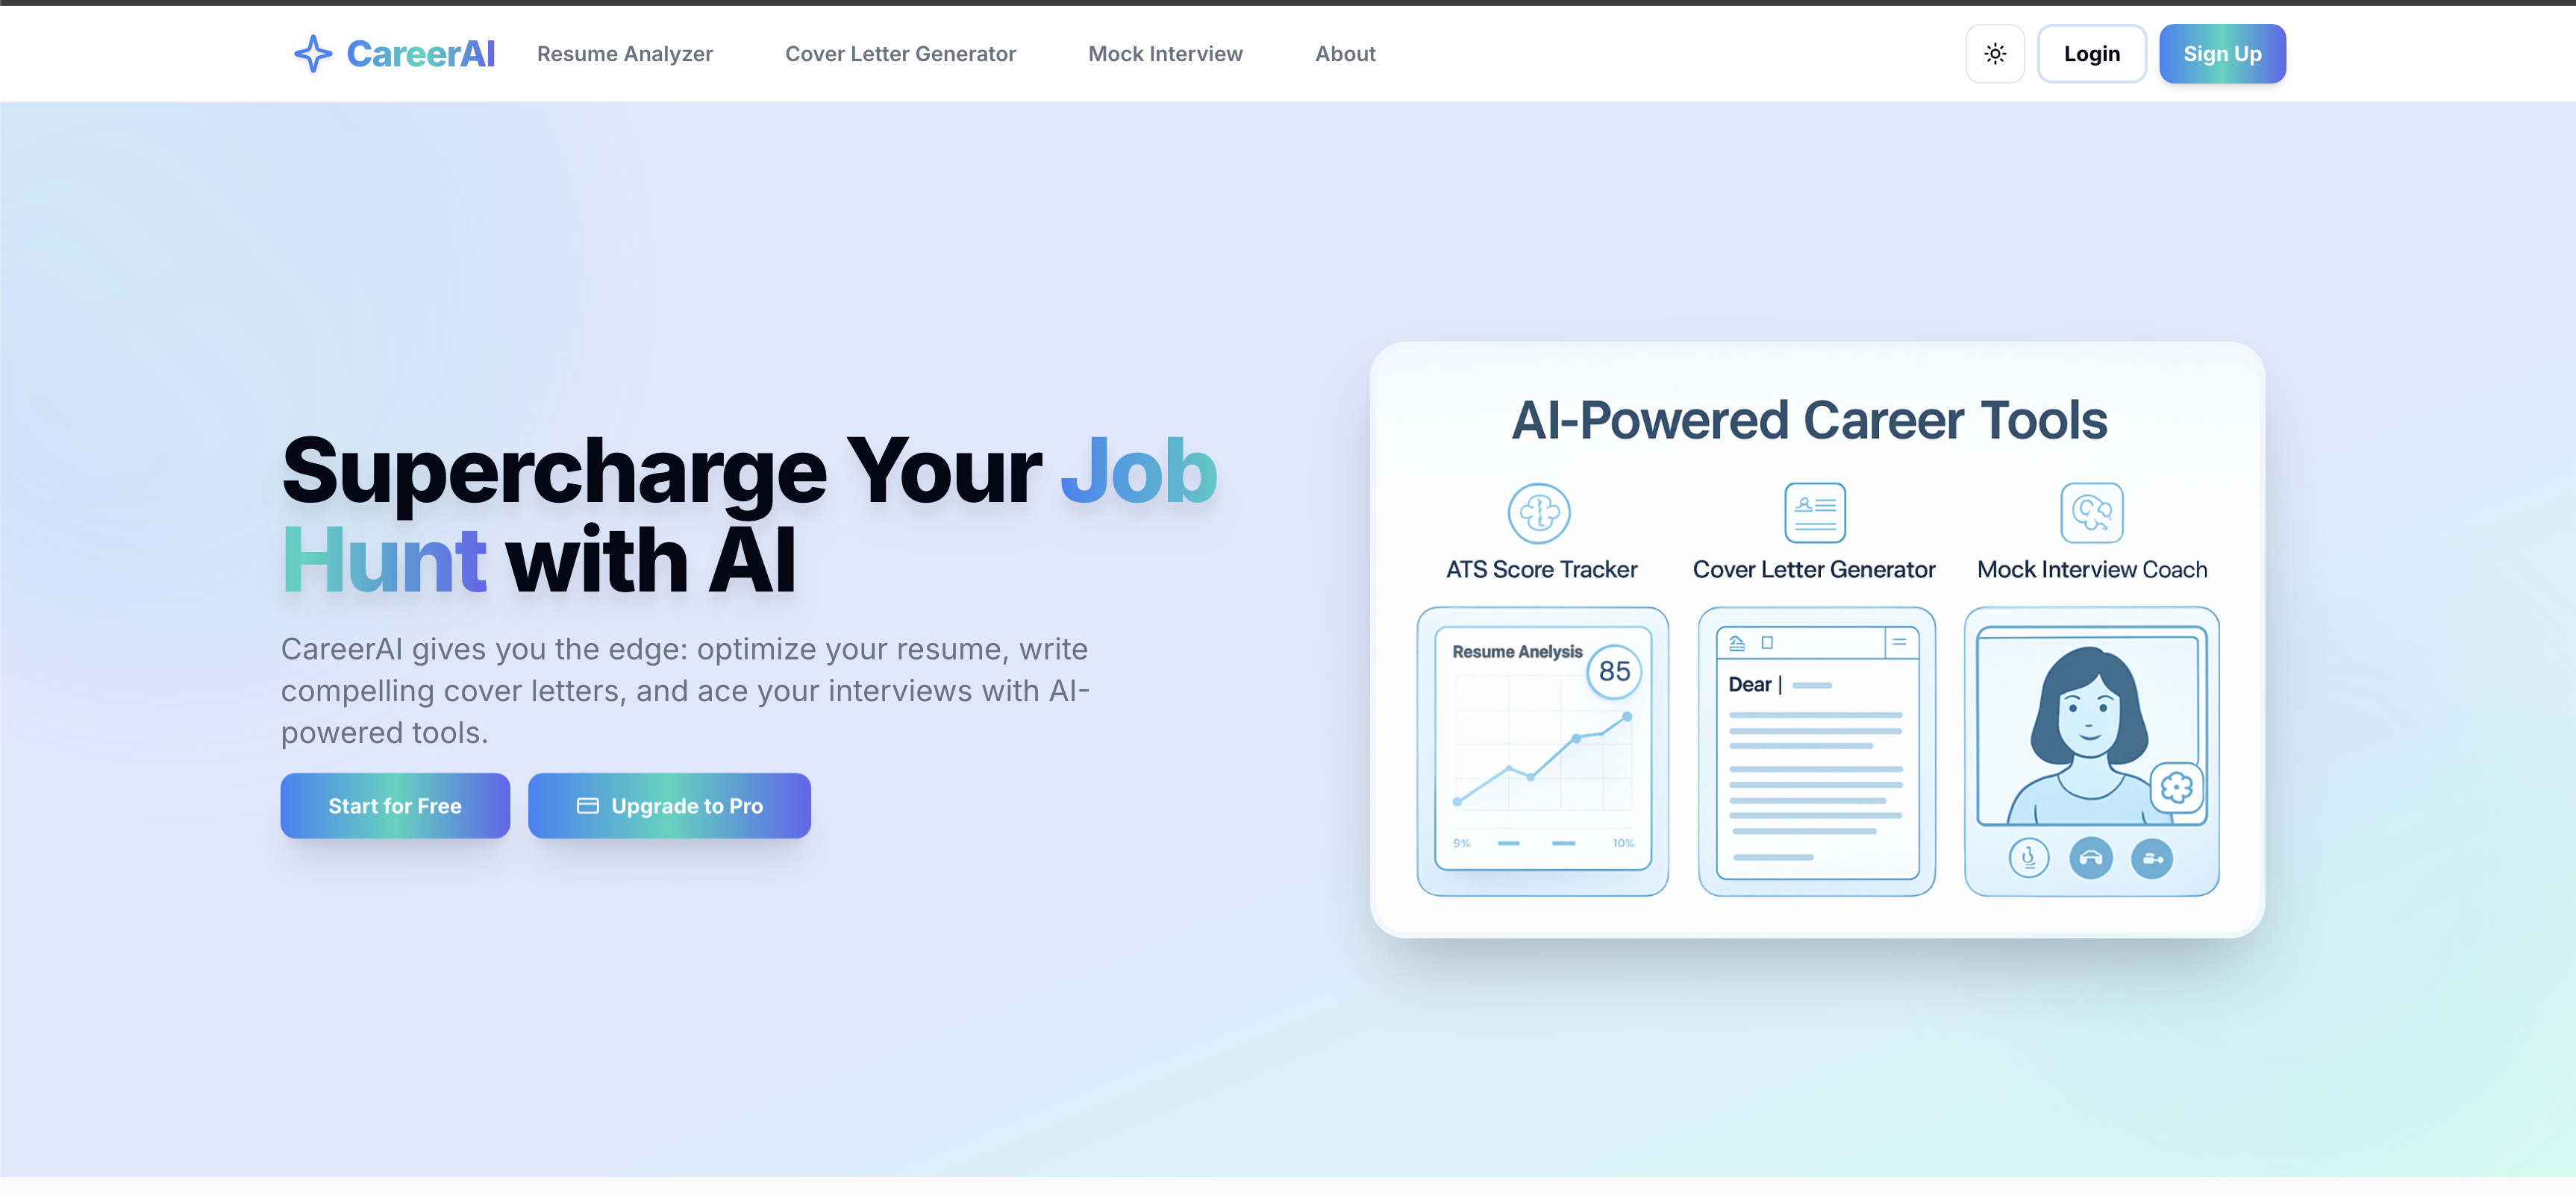 CareerAI
Resume Analyzer
Cover Letter Generator
Mock Interview
About
Login
Sign Up
Supercharge Your Job
Hunt with AI
CareerAI gives you the edge: optimize your resume, write
compelling cover letters, and ace your interviews with AI-
powered tools.
Start for Free
Upgrade to Pro
AI-Powered Career Tools
ATS Score Tracker
Cover Letter Generator
Mock Interview Coach
Resume Anelysis
85
9%
10%
Dear |